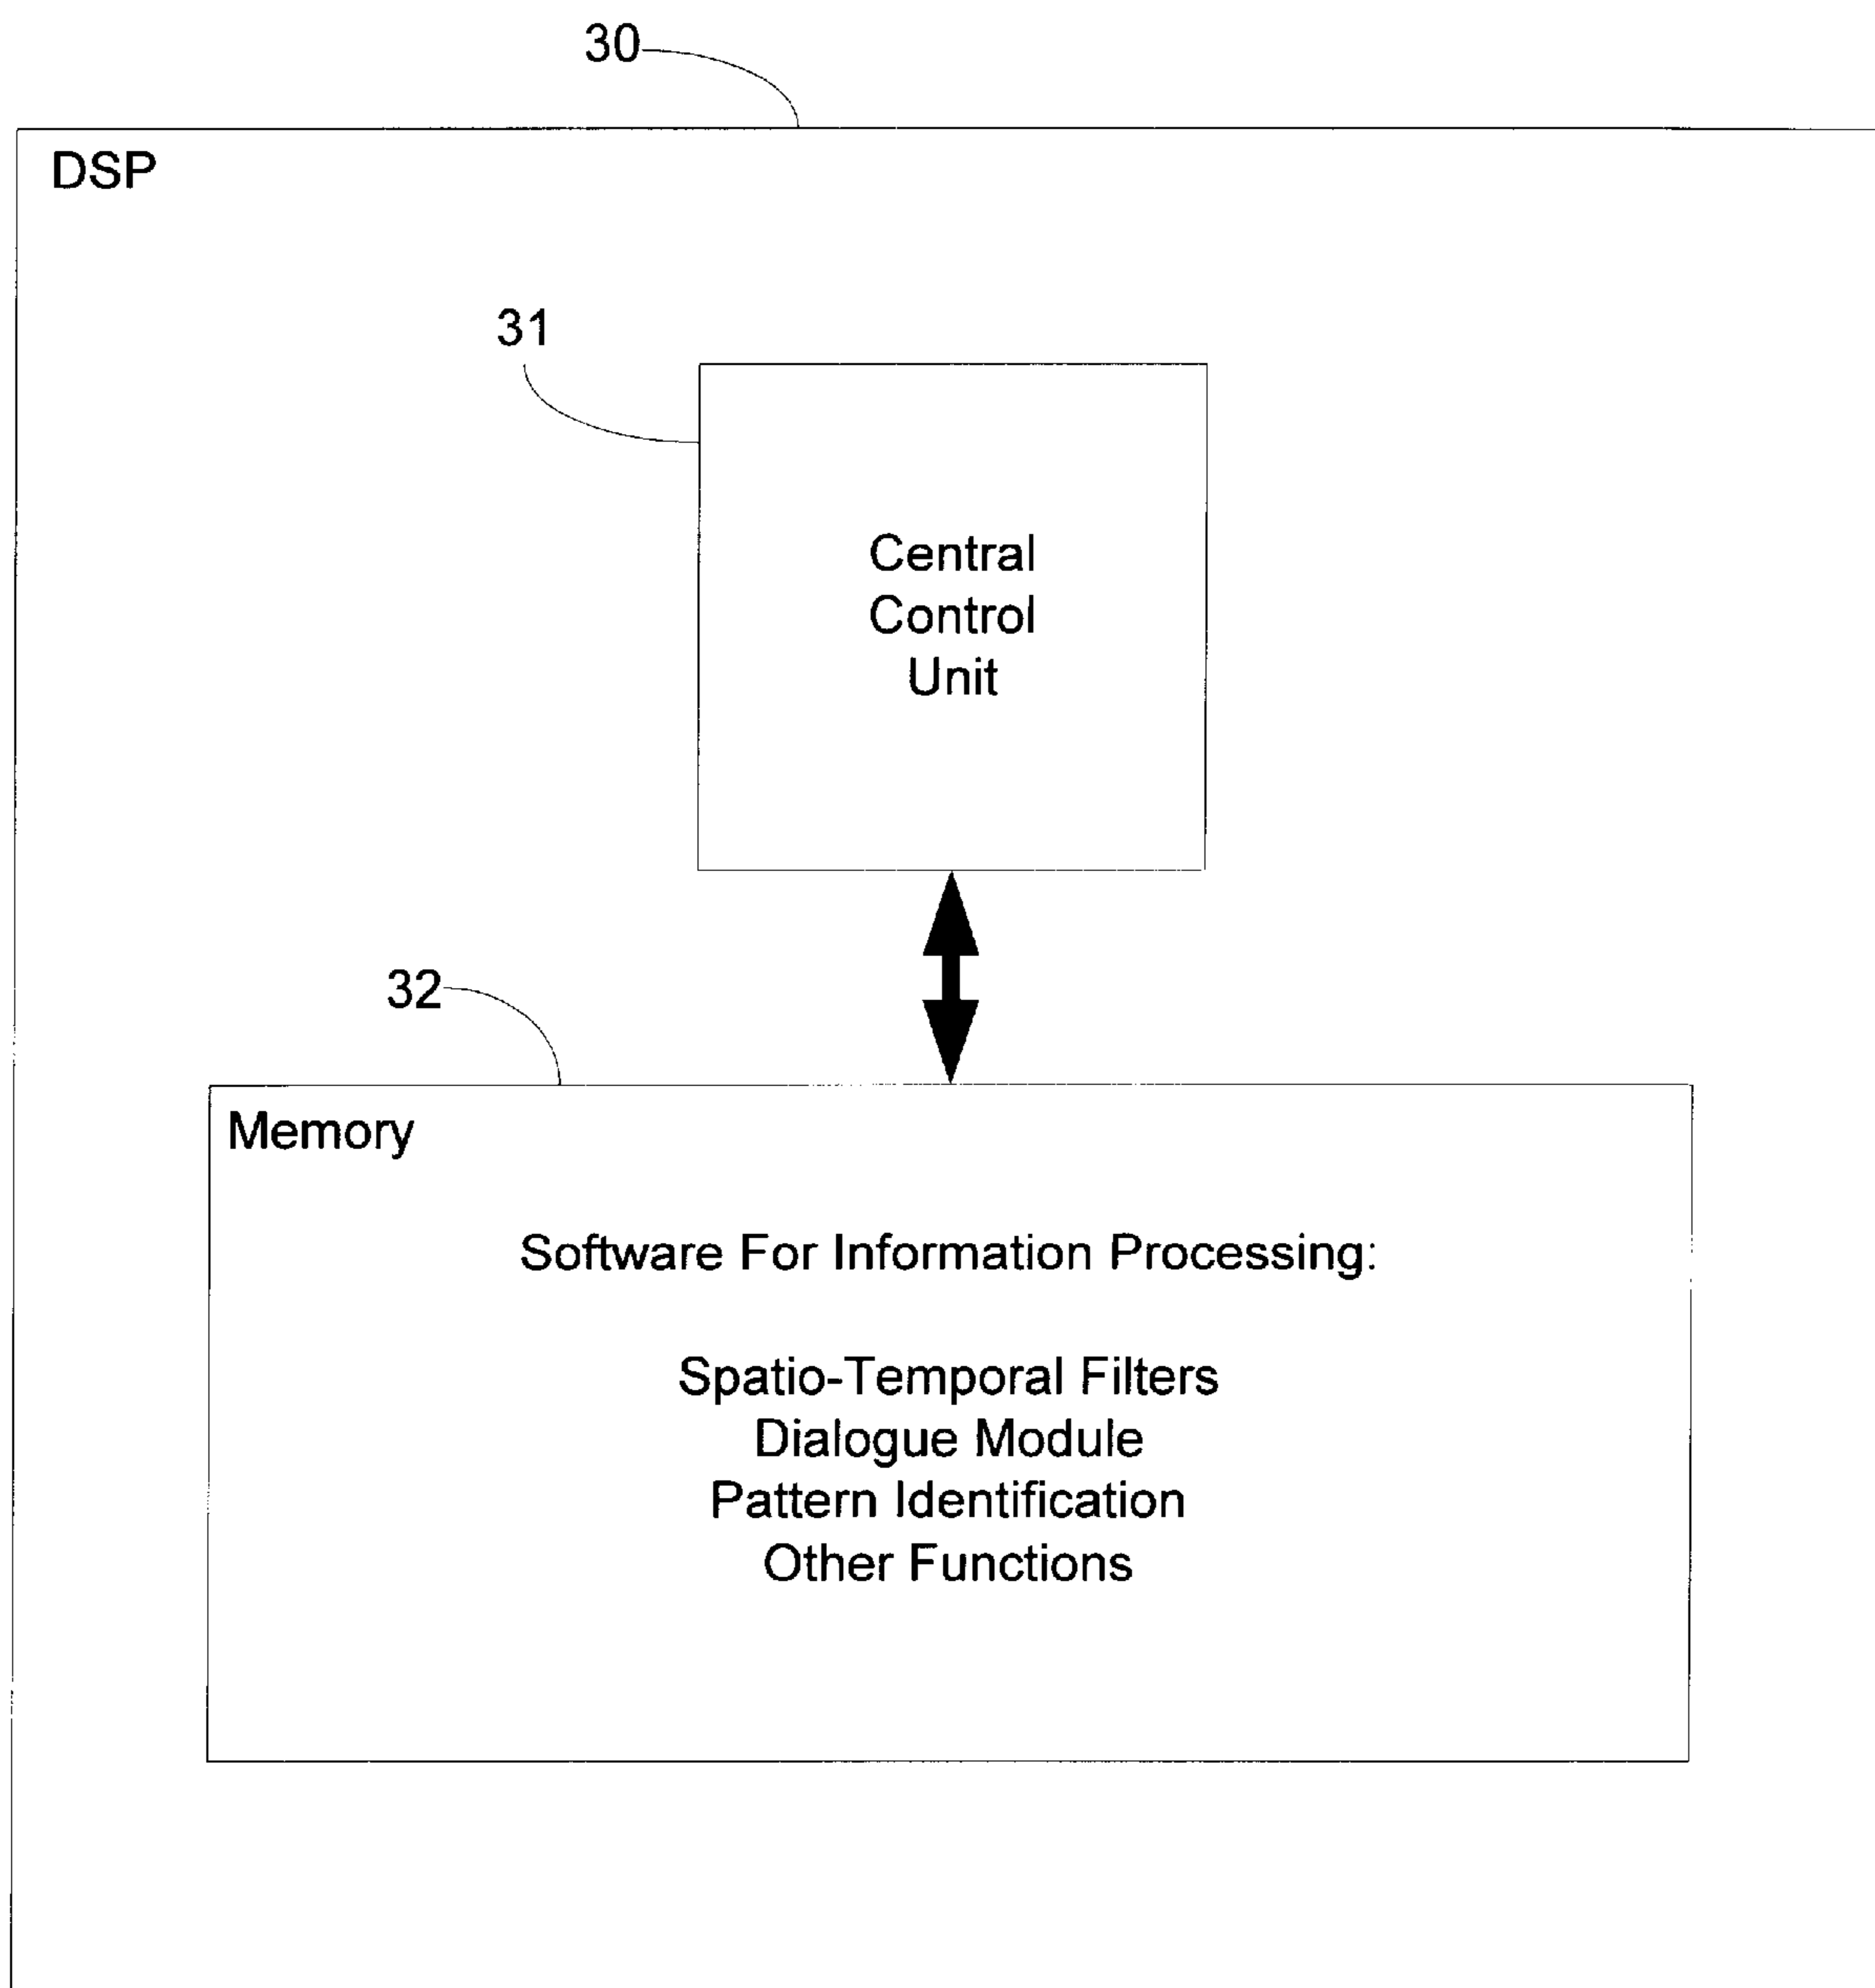 30
DSP
31
Central
Control
Unit
32
Memory
Software For Information Processing:
Spatio-Temporal Filters
Dialogue Module
Pattern Identification
Other Functions